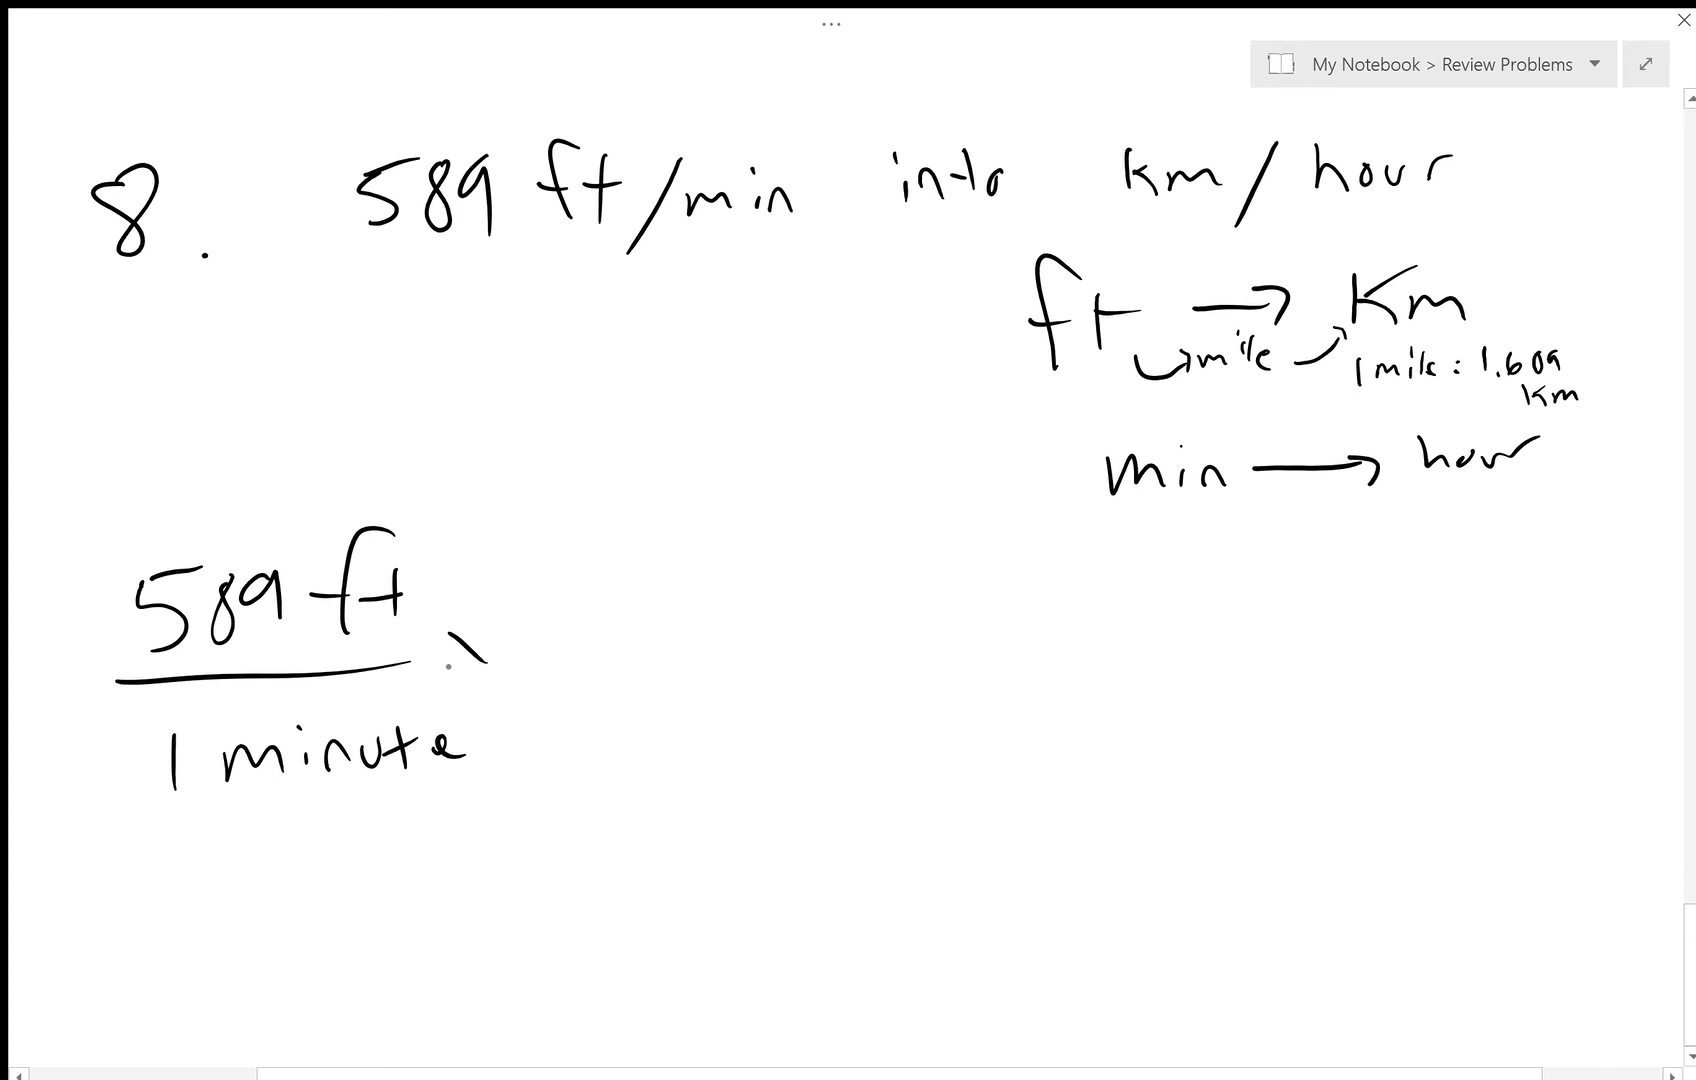 My Notebook > Review Problems
8. 589 ft/min into km/hour
ft → km
mile
1 mile : 1.609
km
min → hour
589 ft
1 minute